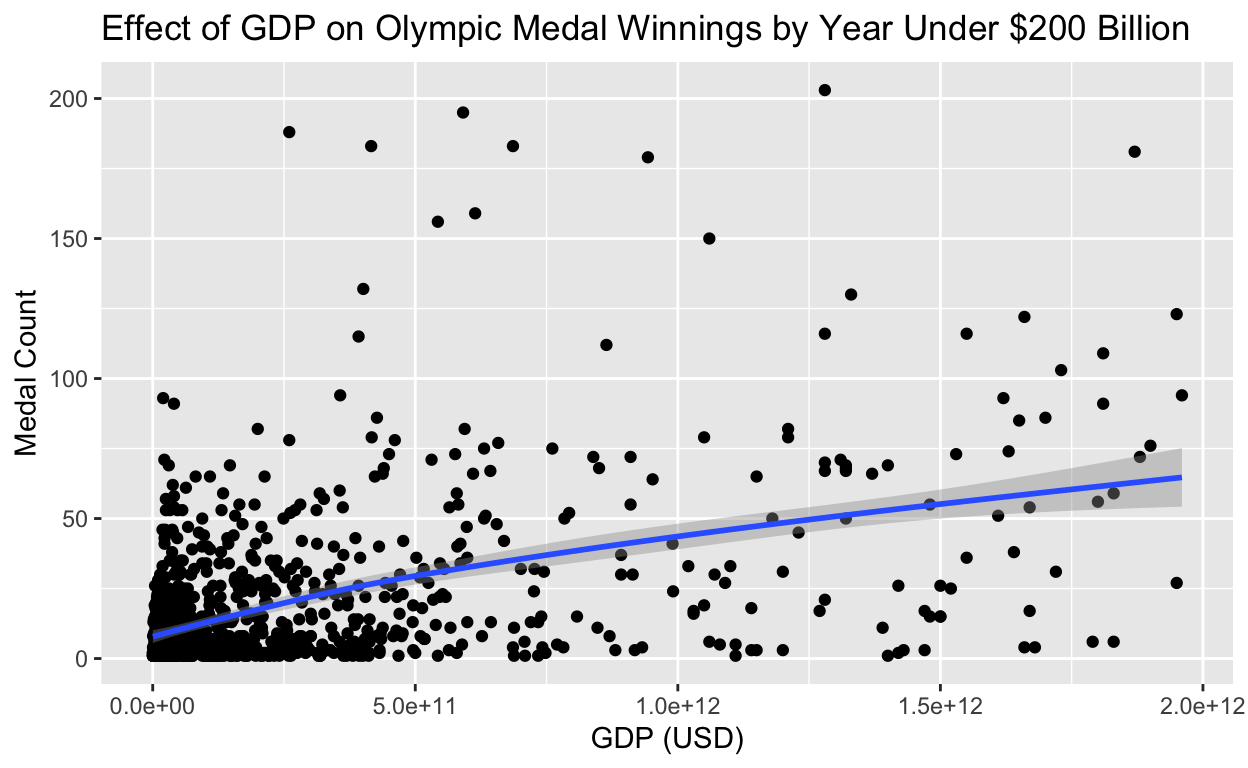 Effect of GDP on Olympic Medal Winnings by Year Under $200 Billion
Medal Count
200
150
100
50
0
0.0e+00 5.0e+11 1.0e+12 1.5e+12 2.0e+12
GDP (USD)